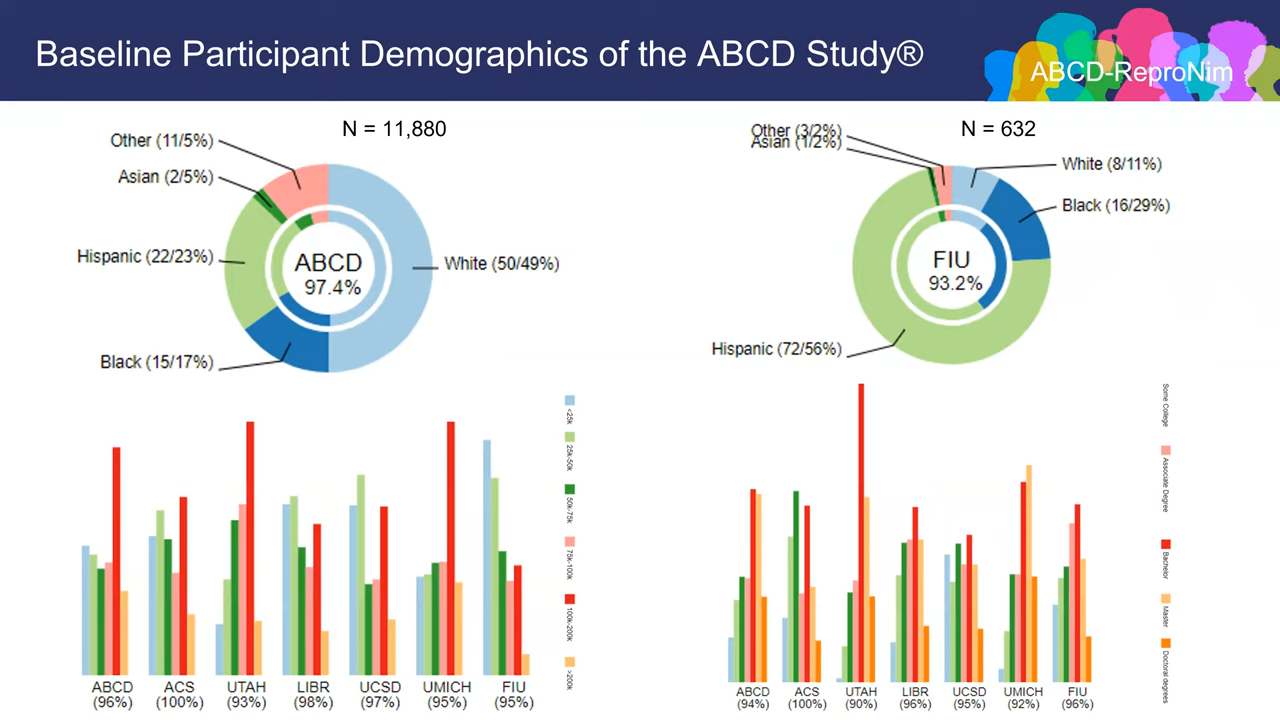 Baseline Participant Demographics of the ABCD Study®
ABCD-ReproNim
N = 11,880
Other (11/5%)
Asian (2/5%)
Hispanic (22/23%)
Black (15/17%)
White (50/49%)
ABCD
97.4%
N = 632
Other (3/2%)
Asian (1/2%)
White (8/11%)
Black (16/29%)
Hispanic (72/56%)
FIU
93.2%
<25k
25k-50k
50k-75k
75k-100k
100k-200k
>200k
ABCD
(96%)
ACS
(100%)
UTAH
(93%)
LIBR
(98%)
UCSD
(97%)
UMICH
(95%)
FIU
(95%)
Some College
Associate Degree
Bachelor
Master
Doctoral degrees
ABCD
(94%)
ACS
(100%)
UTAH
(90%)
LIBR
(96%)
UCSD
(95%)
UMICH
(92%)
FIU
(96%)